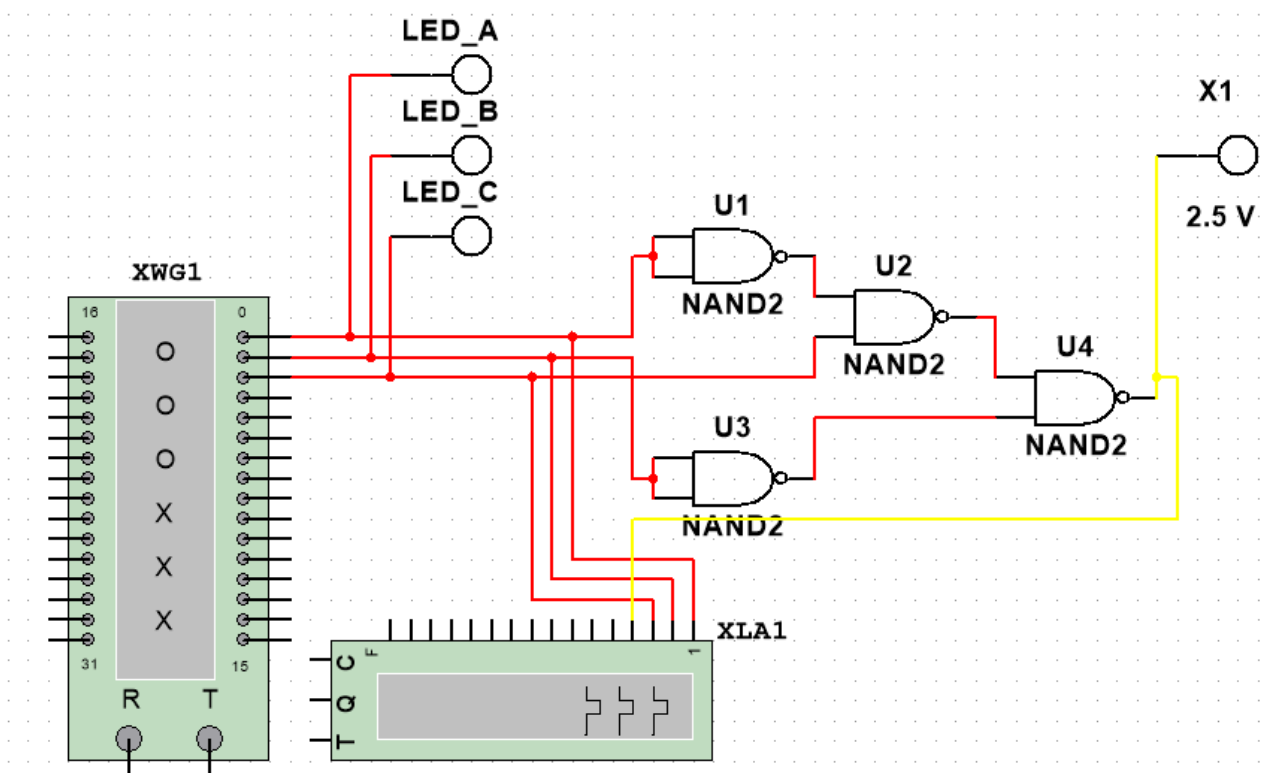 LED_A
LED_B
LED_C
X1
2.5 V
U1
NAND2
U2
NAND2
U4
NAND2
U3
NAND2
XWG1
16 0
O
O
O
X
X
X
31 15
R T
XLA1
F 1
C
Q
T